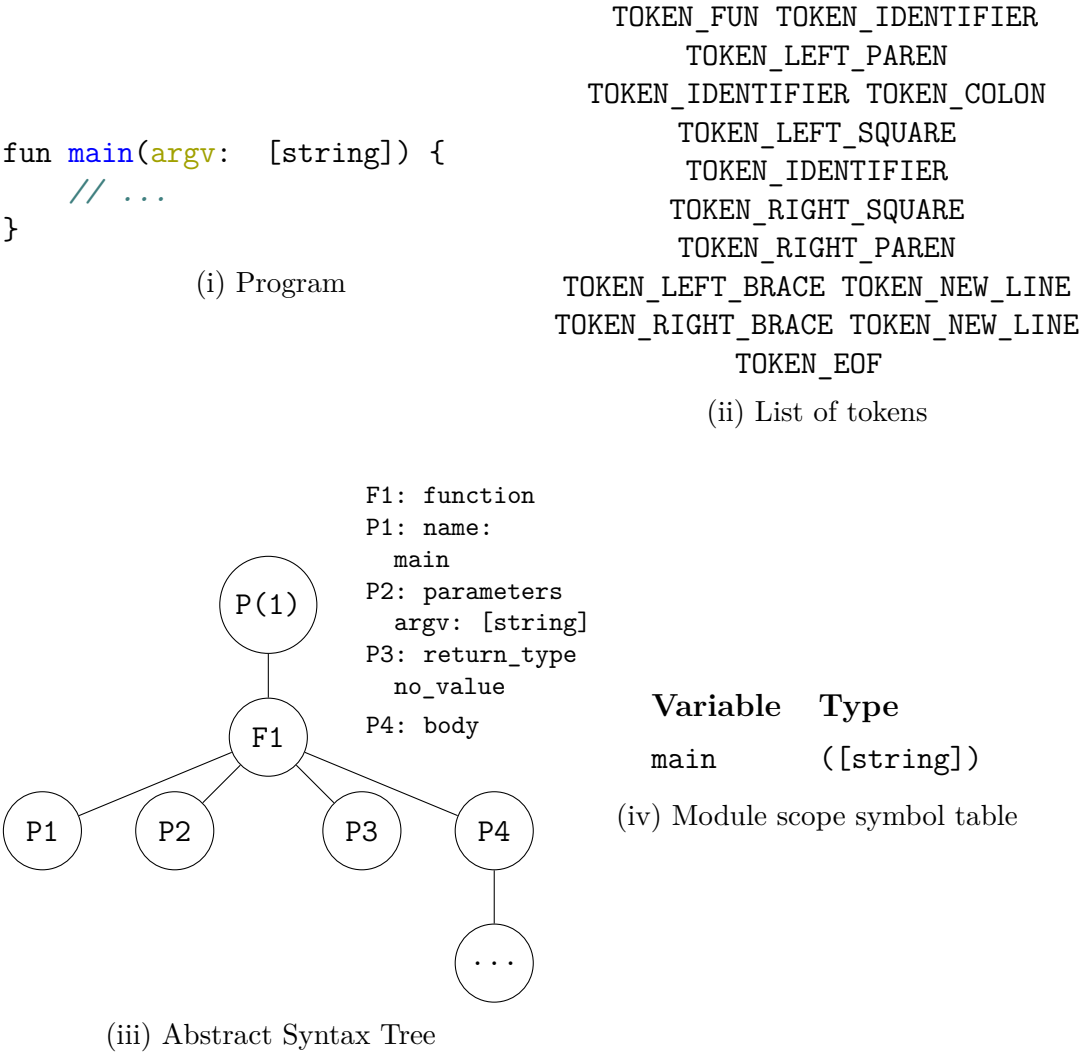 fun main(argv:  [string]) {
    // ...
}
(i) Program
TOKEN_FUN TOKEN_IDENTIFIER
TOKEN_LEFT_PAREN
TOKEN_IDENTIFIER TOKEN_COLON
TOKEN_LEFT_SQUARE
TOKEN_IDENTIFIER
TOKEN_RIGHT_SQUARE
TOKEN_RIGHT_PAREN
TOKEN_LEFT_BRACE TOKEN_NEW_LINE
TOKEN_RIGHT_BRACE TOKEN_NEW_LINE
TOKEN_EOF
(ii) List of tokens
F1: function
P1: name:
  main
P2: parameters
  argv: [string]
P3: return_type
  no_value
P4: body
P(1)
F1
P1 P2 P3 P4
...
(iii) Abstract Syntax Tree
Variable Type
main ([string])
(iv) Module scope symbol table